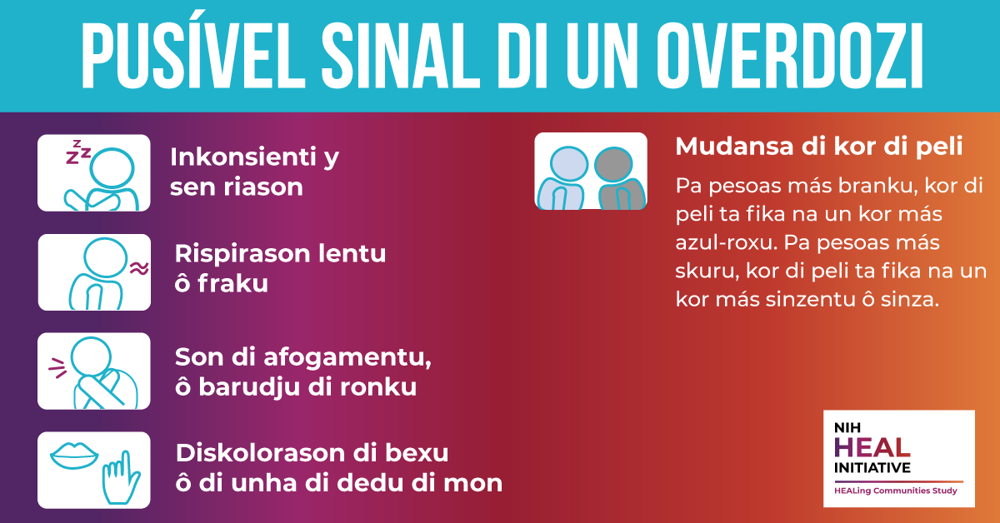 PUSÍVEL SINAL DI UN OVERDOZI
z
z
z
Inkonsienti y
sen riason
Rispirason lentu
ô fraku
Son di afogamentu,
ô barudju di ronku
Diskolorason di bexu
ô di unha di dedu di mon
Mudansa di kor di peli
Pa pesoas más branku, kor di
peli ta fika na un kor más
azul-roxu. Pa pesoas más
skuru, kor di peli ta fika na un
kor más sinzentu ô sinza.
NIH
HEAL
INITIATIVE
HEALing Communities Study